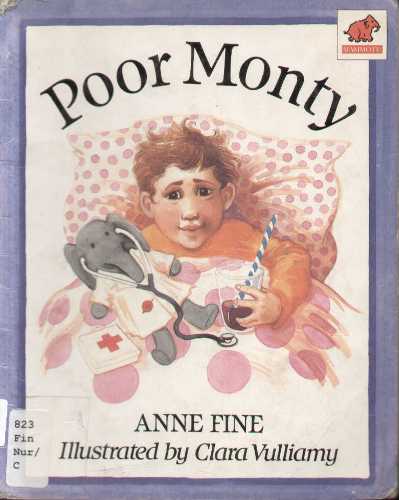 Poor Monty
MAMMOTH
ANNE FINE
Illustrated by Clara Vulliamy
823
Fin
Nur/
C